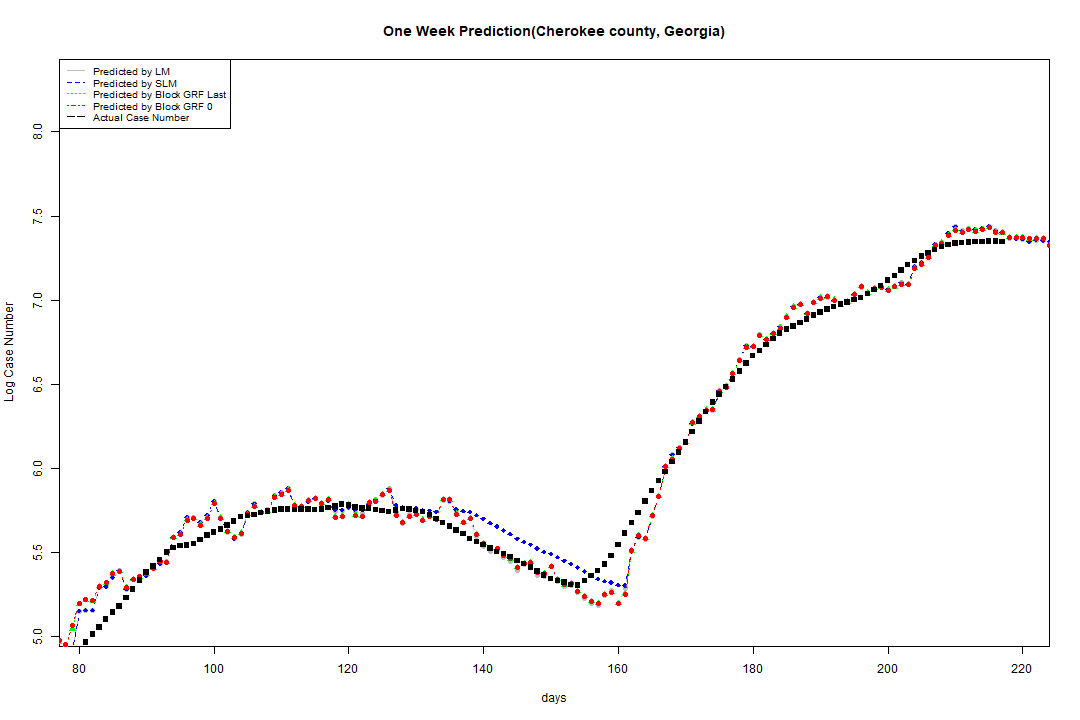 One Week Prediction(Cherokee county, Georgia)
Predicted by LM
Predicted by SLM
Predicted by Block GRF Last
Predicted by Block GRF 0
Actual Case Number
8.0
7.5
7.0
6.5
6.0
5.5
5.0
Log Case Number
80 100 120 140 160 180 200 220
days